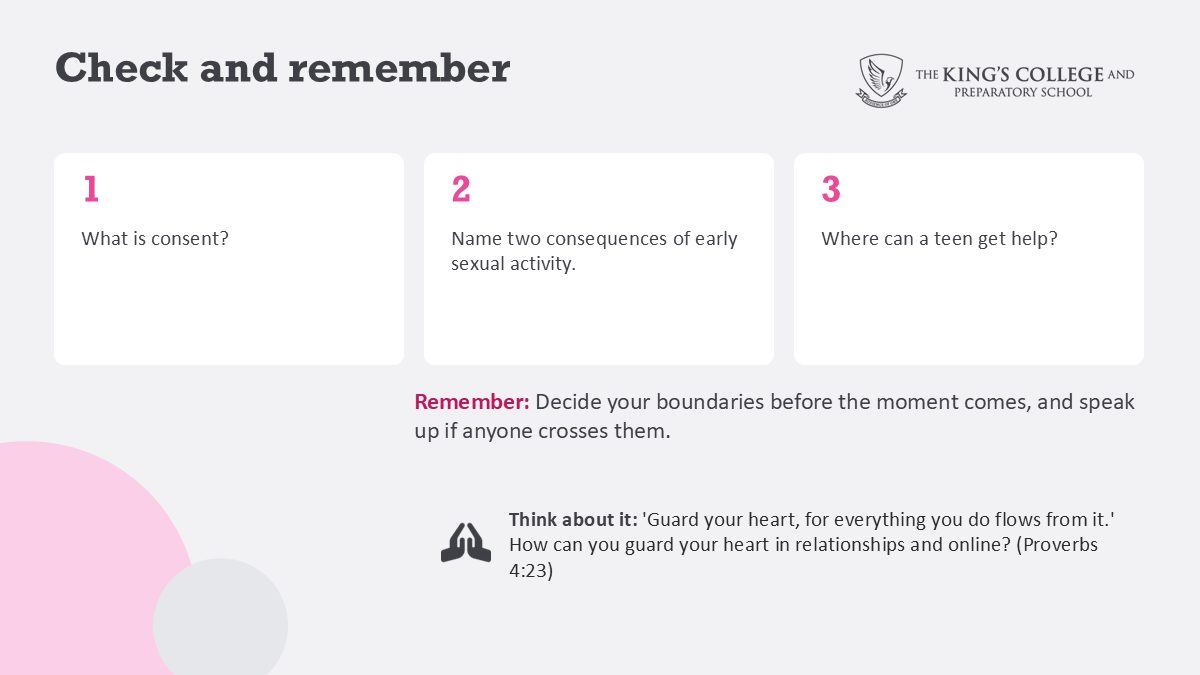 Check and remember
THE KING'S COLLEGE AND
PREPARATORY SCHOOL
1
What is consent?
2
Name two consequences of early
sexual activity.
3
Where can a teen get help?
Remember: Decide your boundaries before the moment comes, and speak
up if anyone crosses them.
Think about it: 'Guard your heart, for everything you do flows from it.'
How can you guard your heart in relationships and online? (Proverbs
4:23)